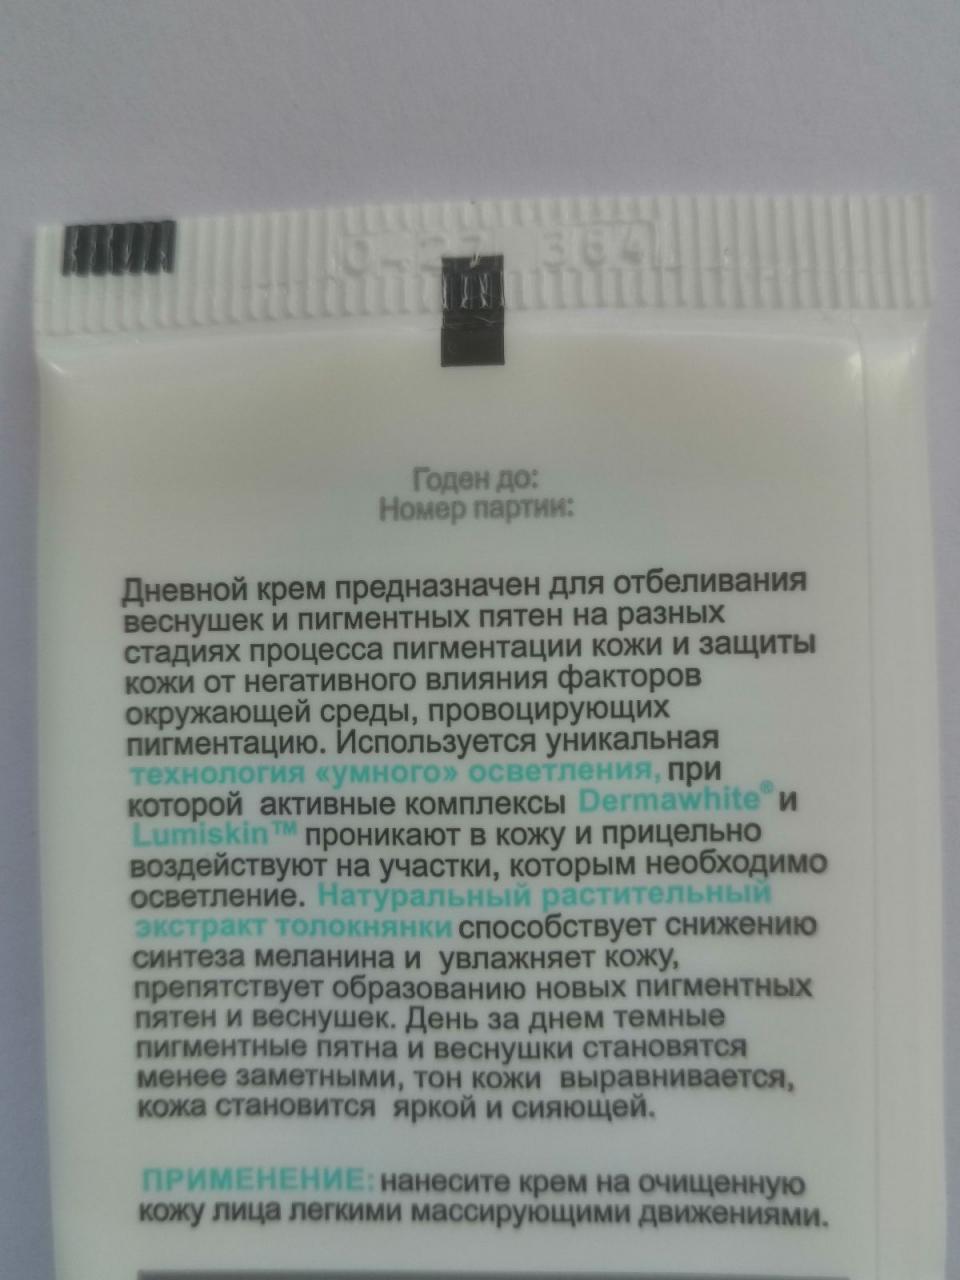 364
Годен до:
Номер партии:
Дневной крем предназначен для отбеливания
веснушек и пигментных пятен на разных
стадиях процесса пигментации кожи и защиты
кожи от негативного влияния факторов
окружающей среды, провоцирующих
пигментацию. Используется уникальная
технология «умного» осветления, при
которой активные комплексы Dermawhite® и
Lumiskin™ проникают в кожу и прицельно
воздействуют на участки, которым необходимо
осветление. Натуральный растительный
экстракт толокнянки способствует снижению
синтеза меланина и увлажняет кожу,
препятствует образованию новых пигментных
пятен и веснушек. День за днем темные
пигментные пятна и веснушки становятся
менее заметными, тон кожи выравнивается,
кожа становится яркой и сияющей.
ПРИМЕНЕНИЕ: нанесите крем на очищенную
кожу лица легкими массирующими движениями.